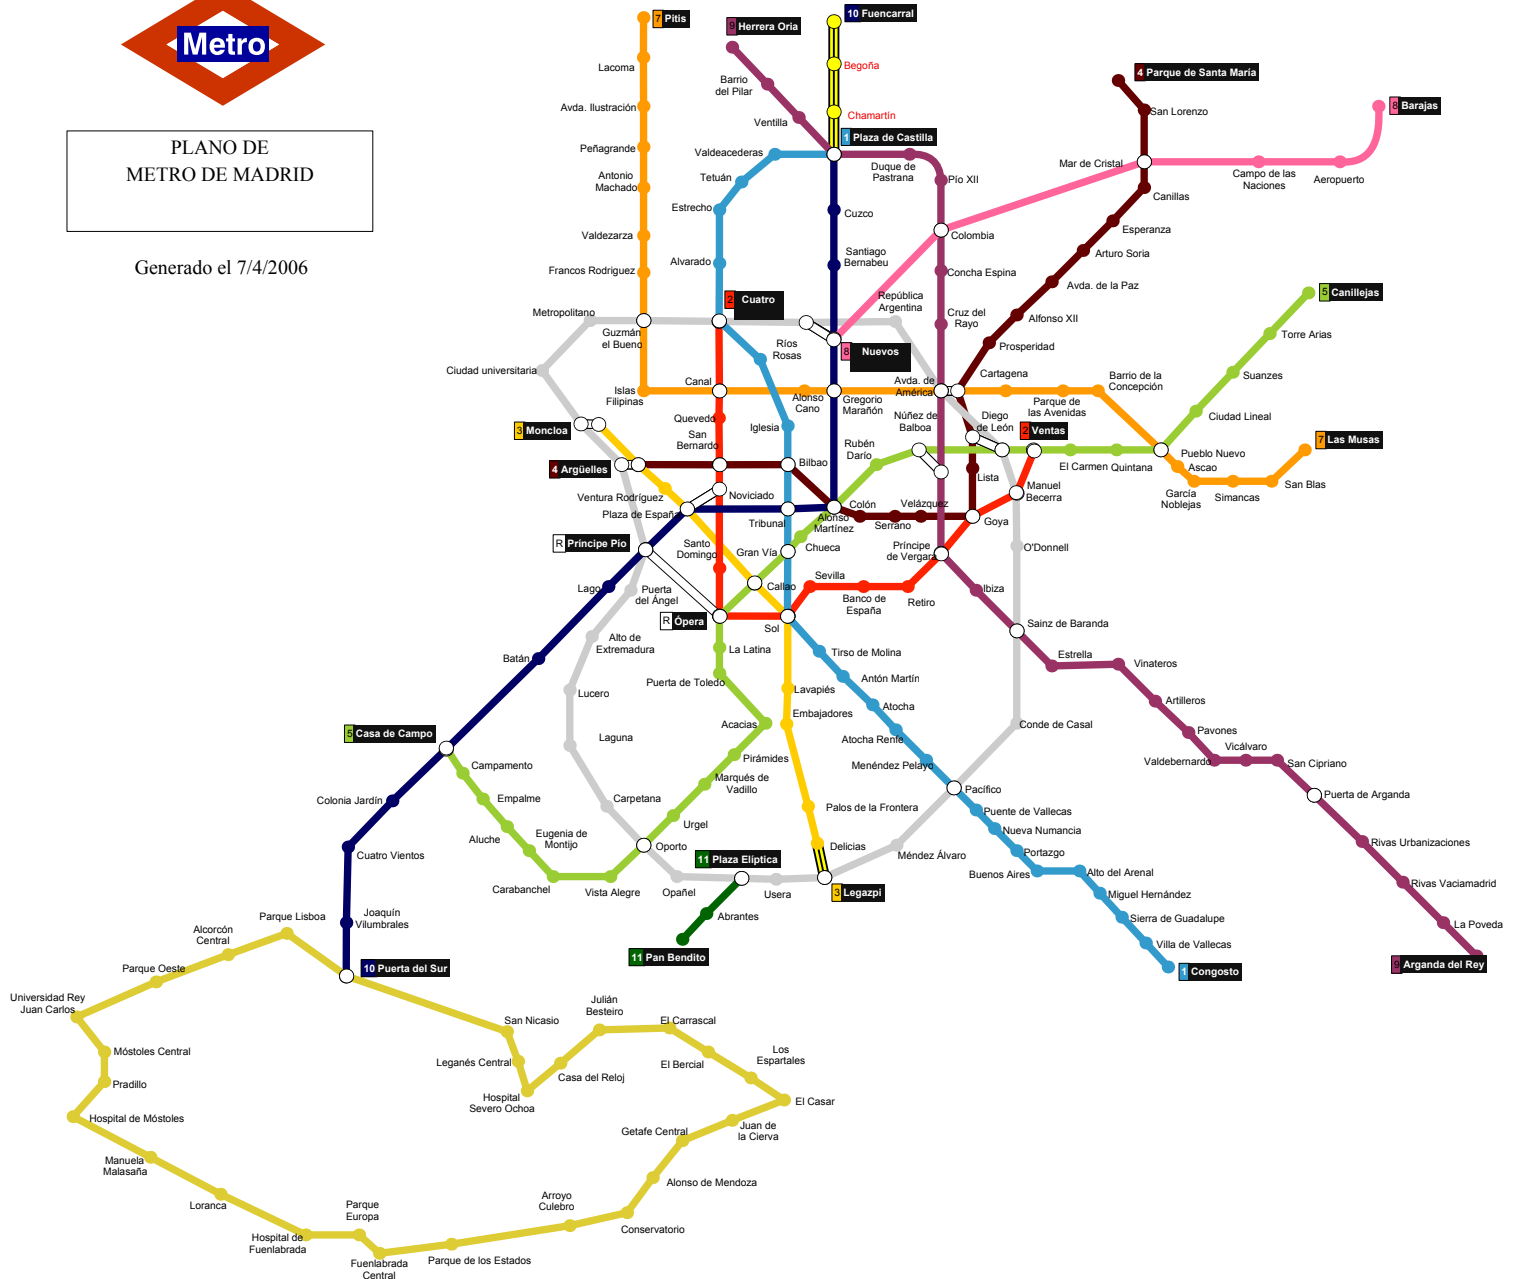 Metro
PLANO DE
METRO DE MADRID
Generado el 7/4/2006
7 Pitis
9 Herrera Oria
10 Fuencarral
Lacoma
Begoña
Barrio
del Pilar
4 Parque de Santa María
Avda. Ilustración
Ventilla
Chamartín
San Lorenzo
8 Barajas
1 Plaza de Castilla
Peñagrande
Valdeacederas
Duque de
Pastrana
Mar de Cristal
Campo de las
Naciones
Aeropuerto
Antonio
Machado
Tetuán
Pío XII
Canillas
Estrecho
Cuzco
Valdezarza
Colombia
Esperanza
Francos Rodriguez
Alvarado
Santiago
Bernabeu
Arturo Soria
Concha Espina
Avda. de la Paz
5 Canillejas
Metropolitano
2 Cuatro
República
Argentina
Cruz del
Rayo
Alfonso XII
Torre Arias
Guzmán
el Bueno
Ríos
Rosas
8 Nuevos
Prosperidad
Ciudad universitaria
Canal
Avda. de
América
Cartagena
Barrio de la
Concepción
Suanzes
Islas
Filipinas
Alonso
Cano
Gregorio
Marañón
Parque de
las Avenidas
Quevedo
Iglesia
Núñez de
Balboa
Diego
de León
2 Ventas
Ciudad Lineal
3 Moncloa
San
Bernardo
Rubén
Darío
7 Las Musas
4 Argüelles
Bilbao
El Carmen
Quintana
Pueblo Nuevo
Ascao
Lista
Manuel
Becerra
García
Noblejas
Simancas
San Blas
Ventura Rodríguez
Noviciado
Colón
Velázquez
Plaza de España
Tribunal
Alonso
Martínez
Serrano
Goya
R Príncipe Pío
Santo
Domingo
Gran Vía
Chueca
Príncipe
de Vergara
O'Donnell
Lago
Puerta
del Ángel
Callao
Sevilla
Banco de
España
Retiro
Ibiza
R Ópera
Sol
Sainz de Baranda
Alto de
Extremadura
La Latina
Tirso de Molina
Estrella
Vinateros
Batán
Puerta de Toledo
Antón Martín
Lucero
Lavapiés
Artilleros
Atocha
Embajadores
Acacias
Conde de Casal
Pavones
5 Casa de Campo
Laguna
Atocha Renfe
Vicálvaro
Campamento
Pirámides
Menéndez Pelayo
Valdebernardo
San Cipriano
Marqués de
Vadillo
Pacífico
Puerta de Arganda
Colonia Jardín
Empalme
Carpetana
Palos de la Frontera
Puente de Vallecas
Urgel
Nueva Numancia
Aluche
Eugenia de
Montijo
Oporto
Delicias
Portazgo
Rivas Urbanizaciones
Cuatro Vientos
11 Plaza Elíptica
Méndez Álvaro
Buenos Aires
Alto del Arenal
Carabanchel
Vista Alegre
Opañel
Usera
3 Legazpi
Miguel Hernández
Rivas Vaciamadrid
Joaquín
Vilumbrales
Abrantes
Sierra de Guadalupe
La Poveda
Parque Lisboa
Alcorcón
Central
11 Pan Bendito
Villa de Vallecas
9 Arganda del Rey
Parque Oeste
10 Puerta del Sur
1 Congosto
Universidad Rey
Juan Carlos
San Nicasio
Julián
Besteiro
El Carrascal
Móstoles Central
Leganés Central
El Bercial
Los
Espartales
Pradillo
Casa del Reloj
Hospital
Severo Ochoa
El Casar
Hospital de Móstoles
Getafe Central
Juan de
la Cierva
Manuela
Malasaña
Alonso de Mendoza
Loranca
Parque
Europa
Arroyo
Culebro
Conservatorio
Hospital de
Fuenlabrada
Fuenlabrada
Central
Parque de los Estados